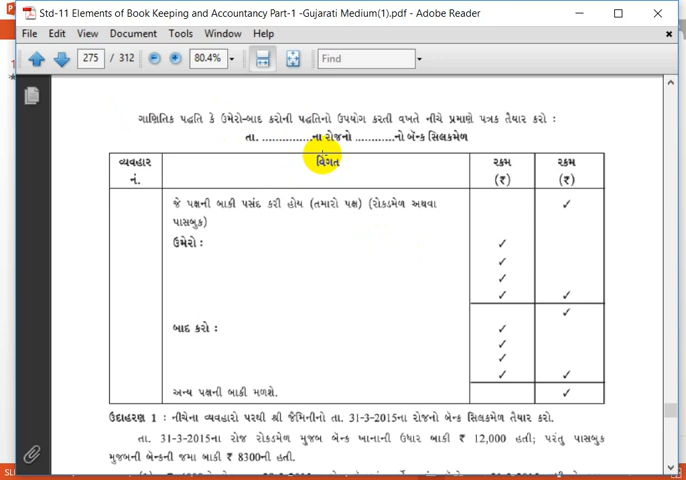 Std-11 Elements of Book Keeping and Accountancy Part-1 -Gujarati Medium(1).pdf - Adobe Reader
File Edit View Document Tools Window Help
275 / 312 80.4% Find
ગાણિતિક પદ્ધતિ કે ઉમેરો-બાદ કરોની પદ્ધતિનો ઉપયોગ કરતી વખતે નીચે પ્રમાણે પત્રક તૈયાર કરો :
તા. ..............ના રોજનો ............નો બૅન્ક સિલકમેળ
વ્યવહાર વિગત રકમ રકમ
નં. (₹) (₹)
જે પક્ષની બાકી પસંદ કરી હોય (તમારો પક્ષ) (રોકડમેળ અથવા ✓
પાસબુક)
ઉમેરો : ✓
✓
✓
✓ ✓
✓
બાદ કરો : ✓
✓
✓
✓ ✓
અન્ય પક્ષની બાકી મળશે. ✓
ઉદાહરણ 1 : નીચેના વ્યવહારો પરથી શ્રી જૈમિનીનો તા. 31-3-2015ના રોજનો બૅન્ક સિલકમેળ તૈયાર કરો.
તા. 31-3-2015ના રોજ રોકડમેળ મુજબ બૅન્ક ખાનાની ઉધાર બાકી ₹ 12,000 હતી; પરંતુ પાસબુક
મુજબની બૅન્કની જમા બાકી ₹ 8300ની હતી.